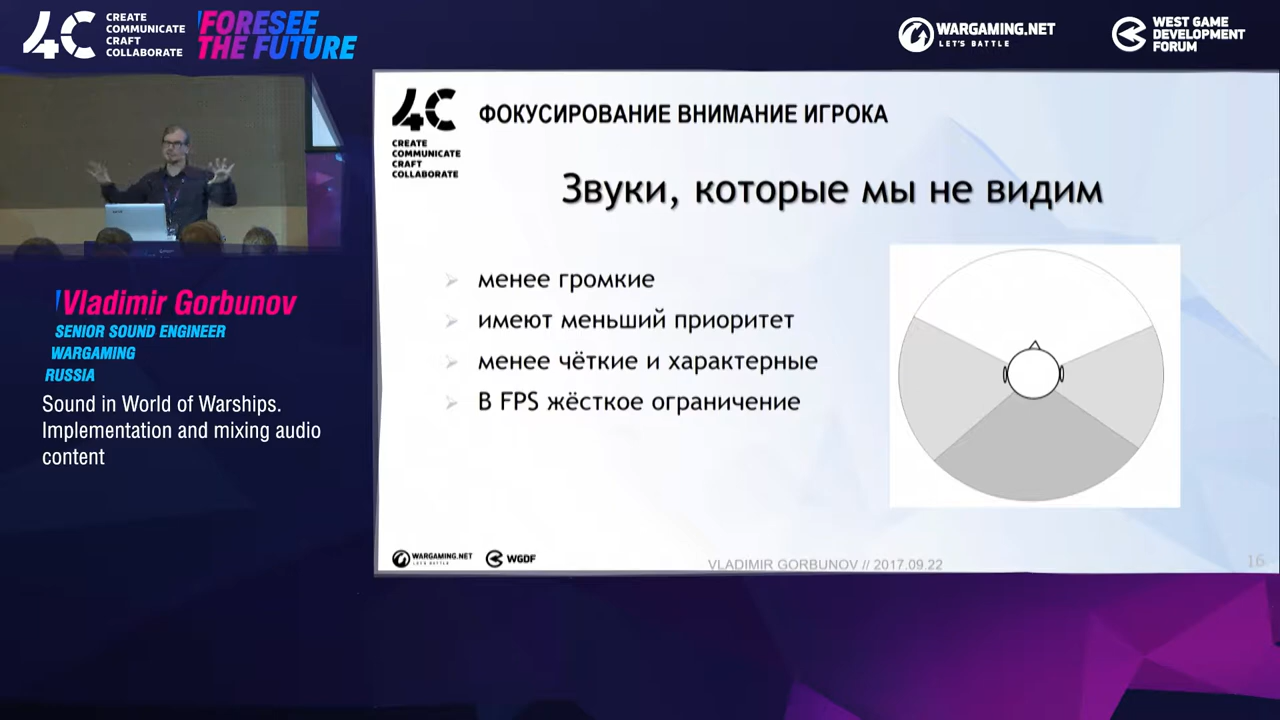 4C
CREATE
COMMUNICATE
CRAFT
COLLABORATE
FORESEE
THE FUTURE
WARGAMING.NET
LET'S BATTLE
WEST GAME
DEVELOPMENT
FORUM
4C
CREATE
COMMUNICATE
CRAFT
COLLABORATE
ФОКУСИРОВАНИЕ ВНИМАНИЕ ИГРОКА
Звуки, которые мы не видим
менее громкие
имеют меньший приоритет
менее чёткие и характерные
В FPS жёсткое ограничение
WARGAMING.NET
LET'S BATTLE
WGDF
VLADIMIR GORBUNOV // 2017.09.22
16
Vladimir Gorbunov
SENIOR SOUND ENGINEER
WARGAMING
RUSSIA
Sound in World of Warships.
Implementation and mixing audio
content